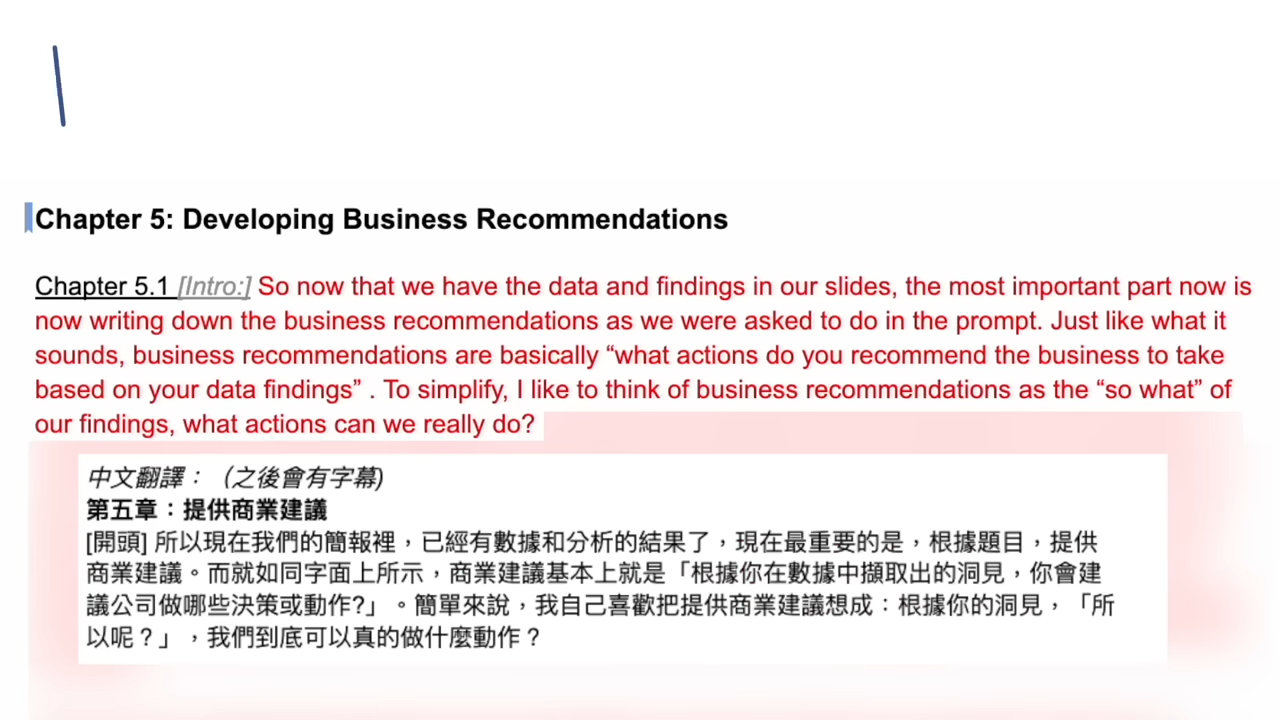 Chapter 5: Developing Business Recommendations
Chapter 5.1 [Intro:] So now that we have the data and findings in our slides, the most important part now is
now writing down the business recommendations as we were asked to do in the prompt. Just like what it
sounds, business recommendations are basically “what actions do you recommend the business to take
based on your data findings” . To simplify, I like to think of business recommendations as the “so what” of
our findings, what actions can we really do?
中文翻譯：（之後會有字幕)
第五章：提供商業建議
[開頭] 所以現在我們的簡報裡，已經有數據和分析的結果了，現在最重要的是，根據題目，提供
商業建議。而就如同字面上所示，商業建議基本上就是「根據你在數據中擷取出的洞見，你會建
議公司做哪些決策或動作?」。簡單來說，我自己喜歡把提供商業建議想成：根據你的洞見，「所
以呢？」，我們到底可以真的做什麼動作？